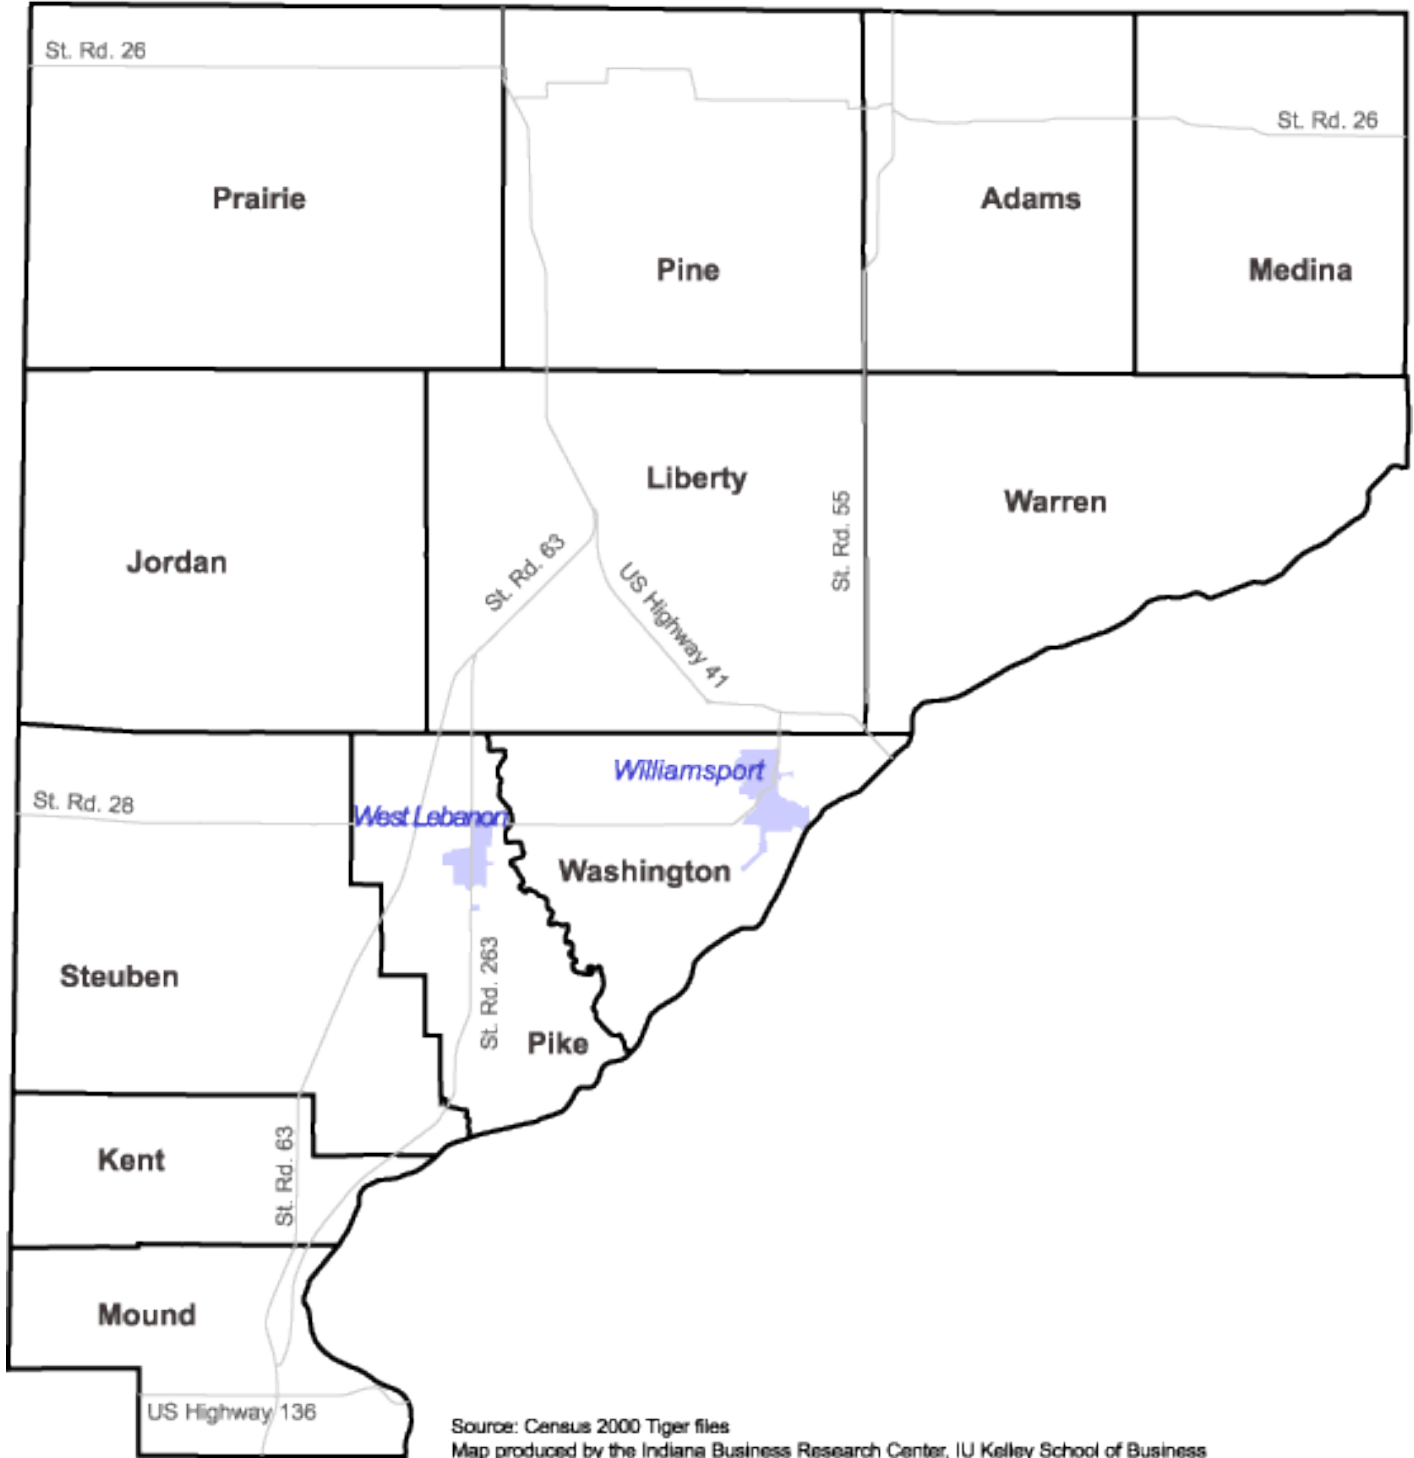 St. Rd. 26
St. Rd. 26
Prairie
Adams
Pine
Medina
Liberty
Warren
St. Rd. 55
Jordan
St. Rd. 63
US Highway 41
Williamsport
St. Rd. 28
West Lebanon
Washington
Steuben
St. Rd. 263
Pike
Kent
St. Rd. 63
Mound
US Highway 136
Source: Census 2000 Tiger files
Map produced by the Indiana Business Research Center, IU Kelley School of Business